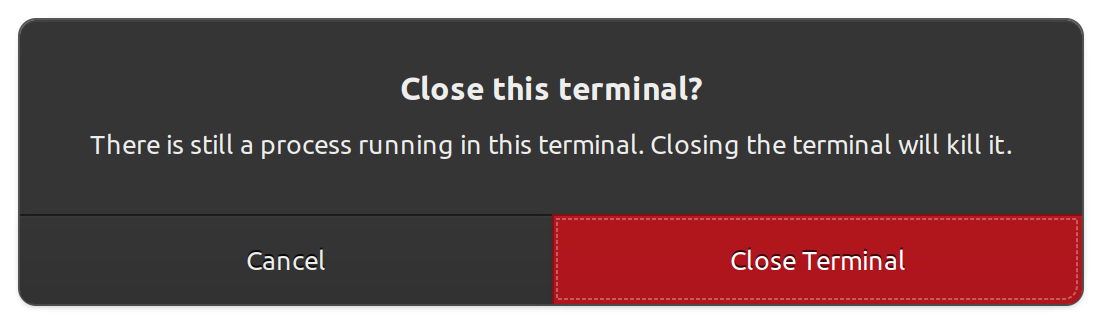 Close this terminal?
There is still a process running in this terminal. Closing the terminal will kill it.
Cancel
Close Terminal